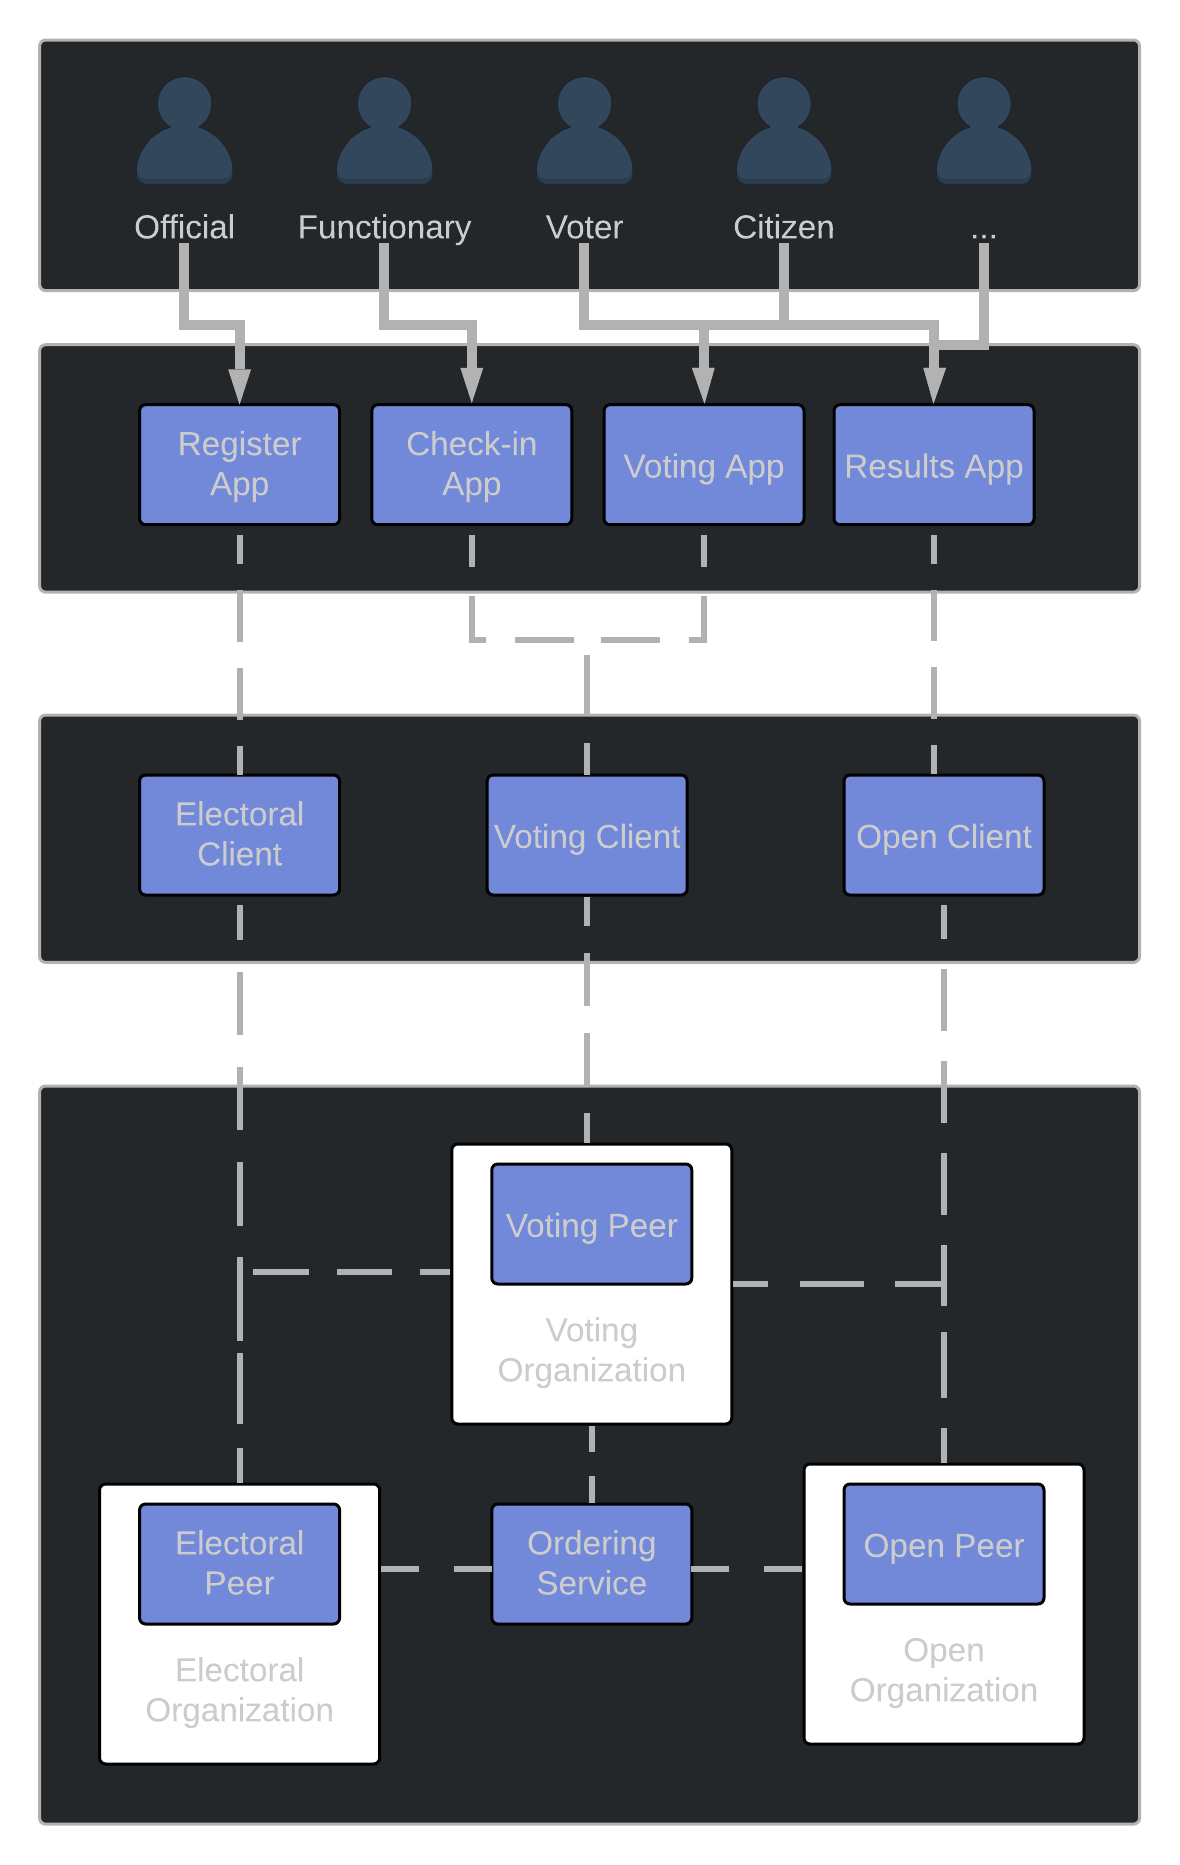 Official
Functionary
Voter
Citizen
...
Register
App
Check-in
App
Voting App
Results App
Electoral
Client
Voting Client
Open Client
Voting Peer
Voting
Organization
Electoral
Peer
Ordering
Service
Open Peer
Electoral
Organization
Open
Organization